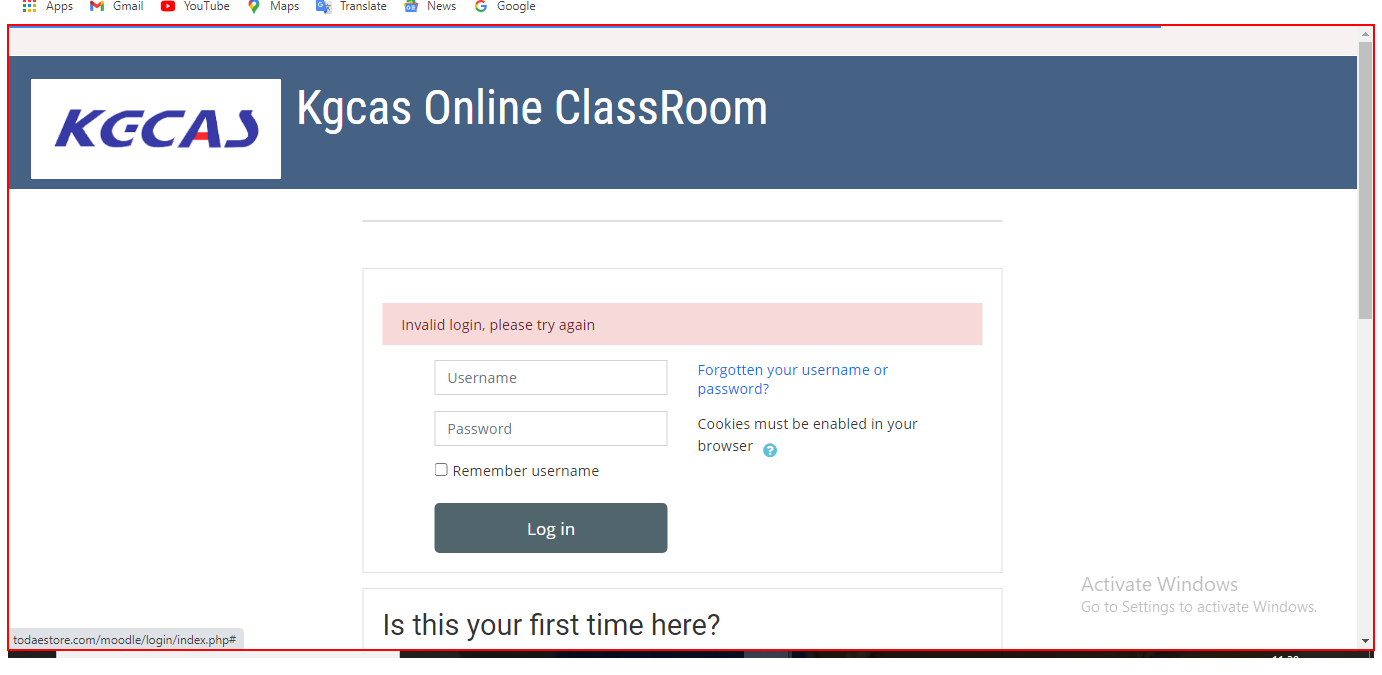 Apps Gmail YouTube Maps Translate News Google
KGCAS
Kgcas Online ClassRoom
Invalid login, please try again
Username
Forgotten your username or
password?
Password
Cookies must be enabled in your
browser ?
Remember username
Log in
Activate Windows
Go to Settings to activate Windows.
Is this your first time here?
todaestore.com/moodle/login/index.php#